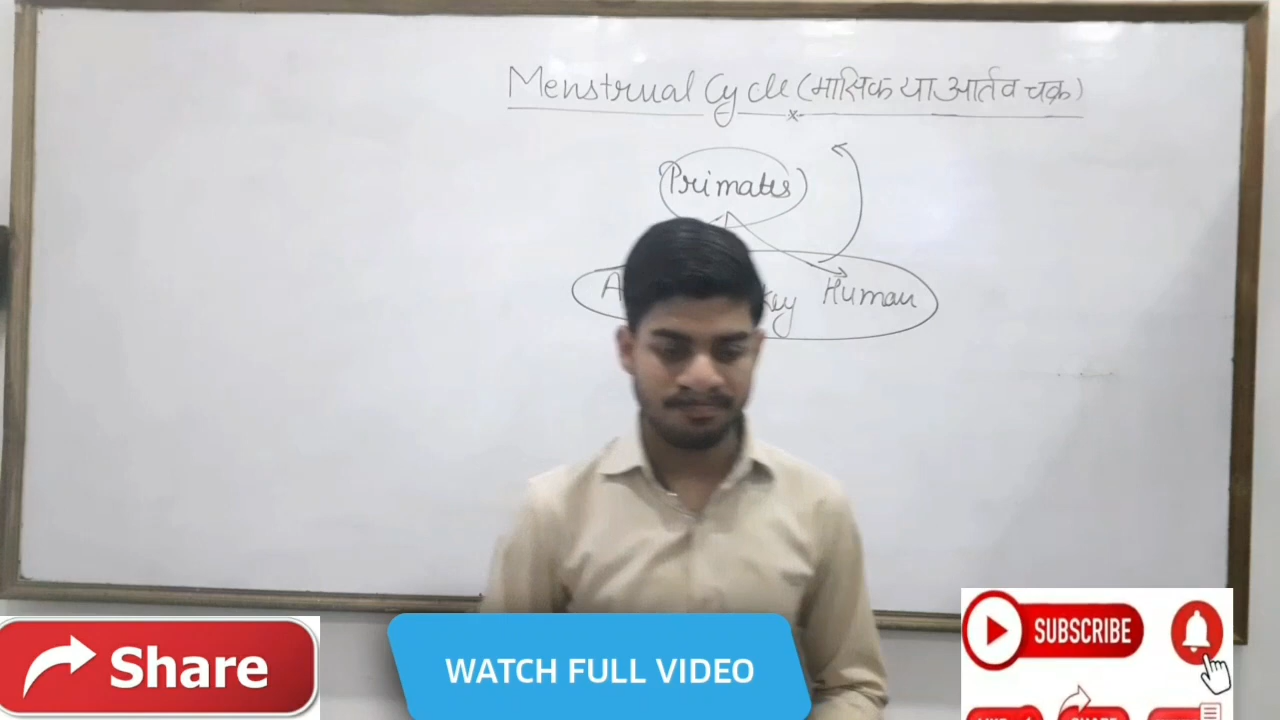 Menstrual Cycle (मासिक या आर्तव चक्र)
Primates
Human
Share
WATCH FULL VIDEO
SUBSCRIBE